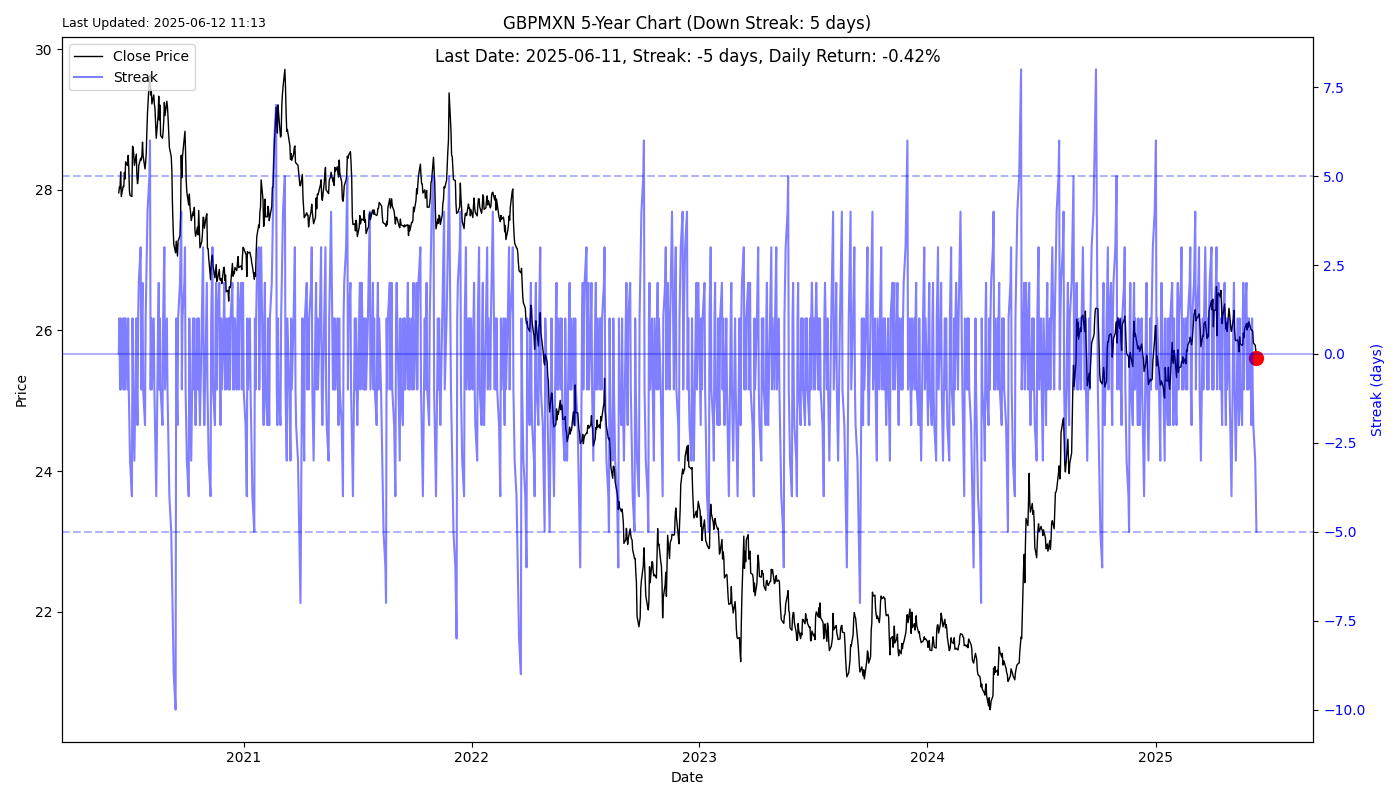 Last Updated: 2025-06-12 11:13
GBPMXN 5-Year Chart (Down Streak: 5 days)
Last Date: 2025-06-11, Streak: -5 days, Daily Return: -0.42%
Close Price
Streak
30
28
26
24
22
Price
7.5
5.0
2.5
0.0
−2.5
−5.0
−7.5
−10.0
Streak (days)
2021
2022
2023
2024
2025
Date